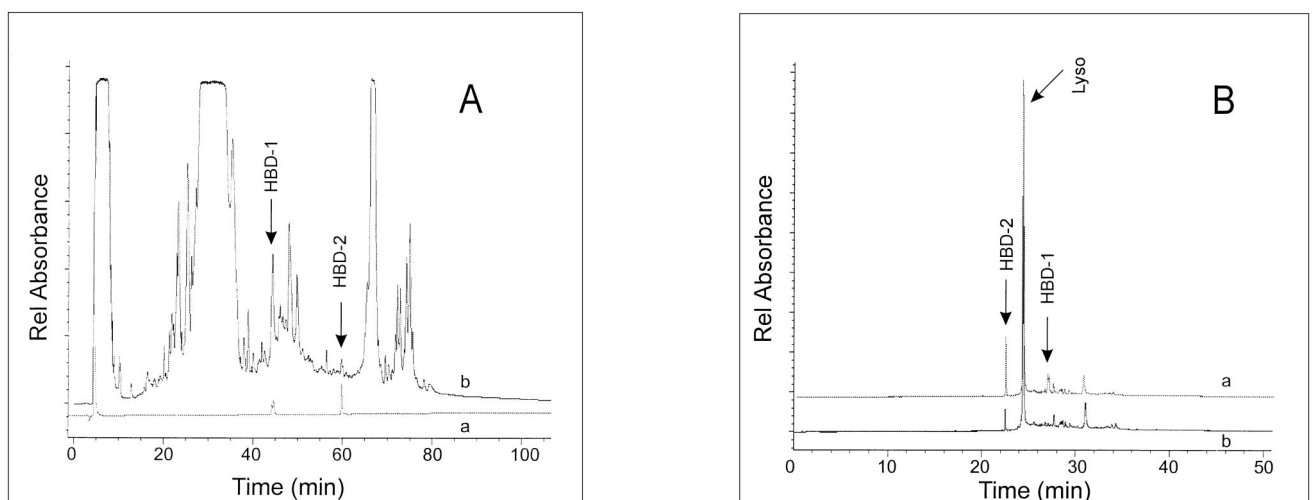 A
Rel Absorbance
HBD-1
HBD-2
b
a
0 20 40 60 80 100
Time (min)
B
Rel Absorbance
Lyso
HBD-2
HBD-1
a
b
0 10 20 30 40 50
Time (min)